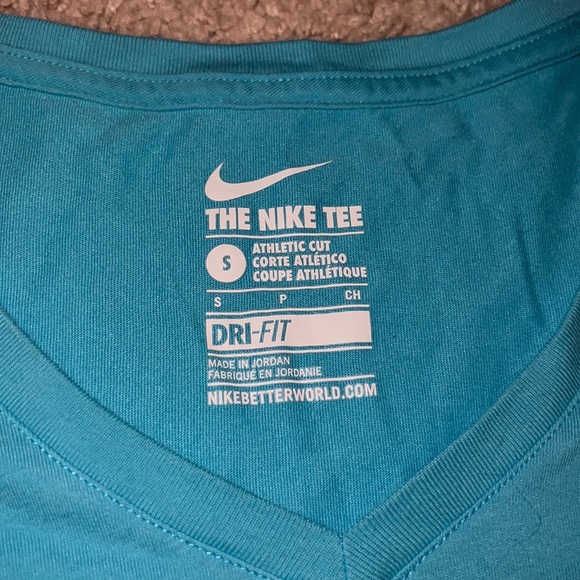 THE NIKE TEE
S
ATHLETIC CUT
CORTE ATLÉTICO
COUPE ATHLÉTIQUE
S P CH
DRI-FIT
MADE IN JORDAN
FABRIQUÉ EN JORDANIE
NIKEBETTERWORLD.COM